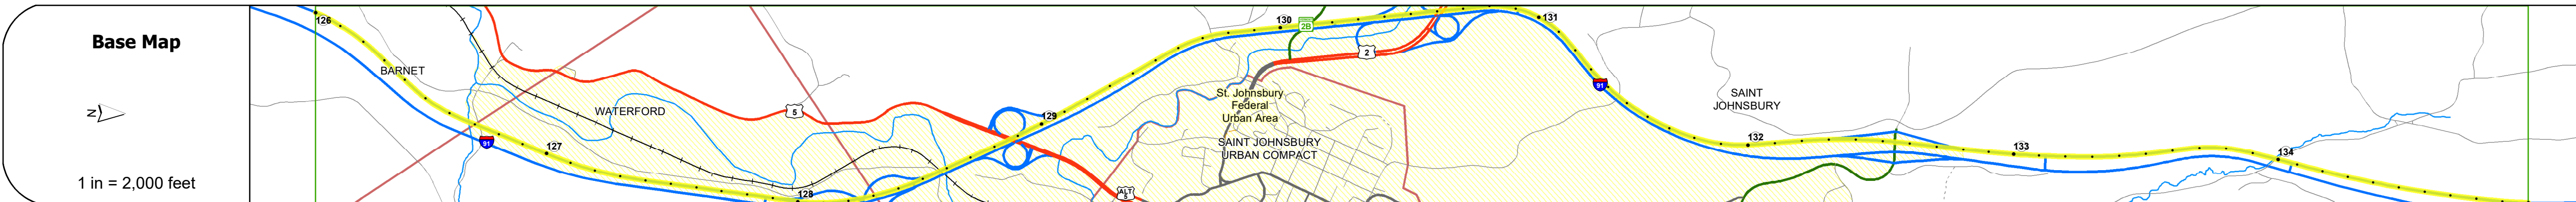 Base Map
N
1 in = 2,000 feet
126
BARNET
91
127
WATERFORD
5
128
129
ALT
5
130
2B
2
St. Johnsbury
Federal
Urban Area
SAINT JOHNSBURY
URBAN COMPACT
131
91
SAINT
JOHNSBURY
132
133
134